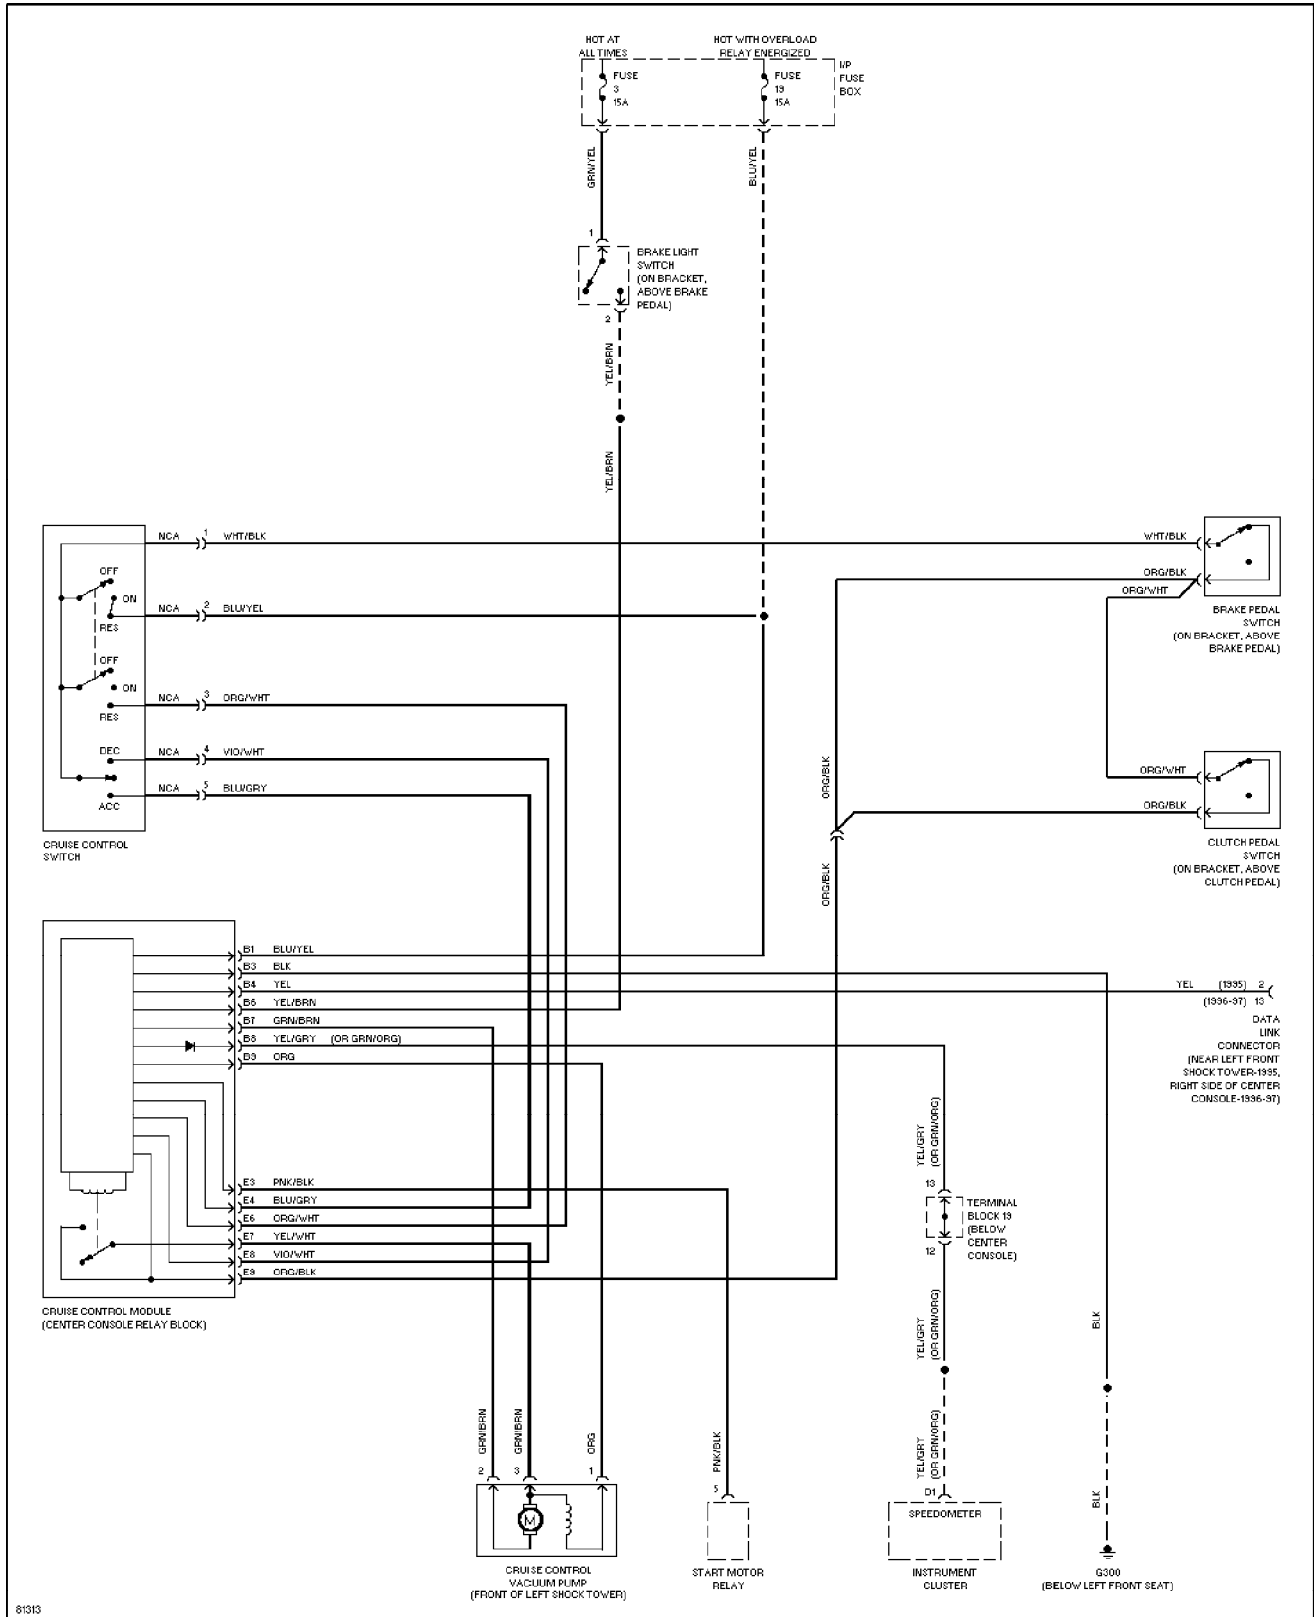 HOT AT
ALL TIMES
HOT WITH OVERLOAD
RELAY ENERGIZED
FUSE
3
15A
FUSE
19
15A
I/P
FUSE
BOX
GRN/YEL
BLU/YEL
1
BRAKE LIGHT
SWITCH
(ON BRACKET,
ABOVE BRAKE
PEDAL)
2
YEL/BRN
YEL/BRN
NCA 1 WHT/BLK
WHT/BLK
OFF
ON
RES
NCA 2 BLU/YEL
ORG/BLK
ORG/WHT
BRAKE PEDAL
SWITCH
(ON BRACKET, ABOVE
BRAKE PEDAL)
OFF
ON
RES
NCA 3 ORG/WHT
DEC
NCA 4 VIO/WHT
NCA 5 BLU/GRY
ACC
CRUISE CONTROL
SWITCH
ORG/BLK
ORG/BLK
ORG/WHT
ORG/BLK
CLUTCH PEDAL
SWITCH
(ON BRACKET, ABOVE
CLUTCH PEDAL)
B1 BLU/YEL
B3 BLK
B4 YEL
B6 YEL/BRN
B7 GRN/BRN
B8 YEL/GRY (OR GRN/ORG)
B9 ORG
YEL (1995) 2
(1996-97) 13
DATA
LINK
CONNECTOR
(NEAR LEFT FRONT
SHOCK TOWER-1995,
RIGHT SIDE OF CENTER
CONSOLE-1996-97)
E3 PNK/BLK
E4 BLU/GRY
E6 ORG/WHT
E7 YEL/WHT
E8 VIO/WHT
E9 ORG/BLK
CRUISE CONTROL MODULE
(CENTER CONSOLE RELAY BLOCK)
YEL/GRY
(OR GRN/ORG)
13
TERMINAL
BLOCK 19
(BELOW
CENTER
CONSOLE)
12
YEL/GRY
(OR GRN/ORG)
BLK
YEL/GRY
(OR GRN/ORG)
BLK
GRN/BRN
GRN/BRN
ORG
PNK/BLK
2
3
1
5
D1
M
SPEEDOMETER
CRUISE CONTROL
VACUUM PUMP
(FRONT OF LEFT SHOCK TOWER)
START MOTOR
RELAY
INSTRUMENT
CLUSTER
G300
(BELOW LEFT FRONT SEAT)
81313